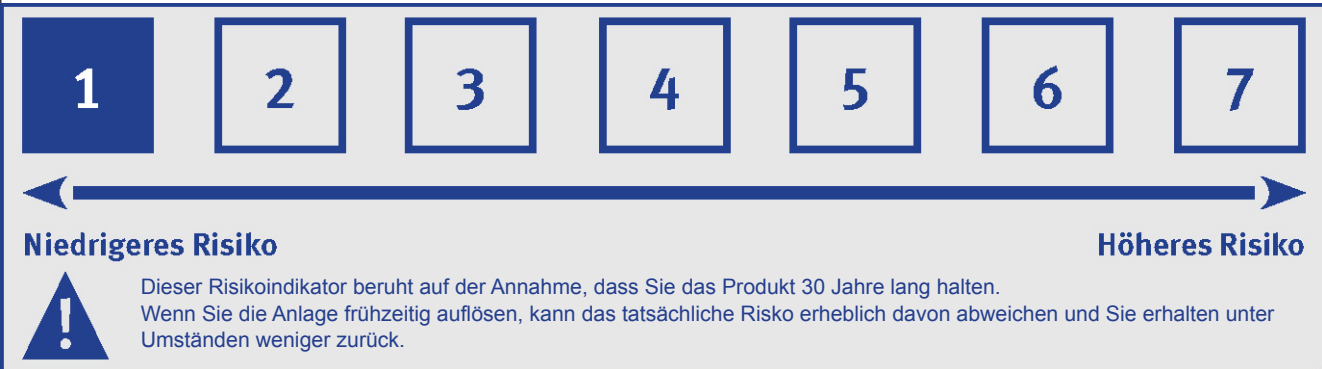 1 2 3 4 5 6 7
Niedrigeres Risiko Höheres Risiko
!
Dieser Risikoindikator beruht auf der Annahme, dass Sie das Produkt 30 Jahre lang halten.
Wenn Sie die Anlage frühzeitig auflösen, kann das tatsächliche Risko erheblich davon abweichen und Sie erhalten unter
Umständen weniger zurück.